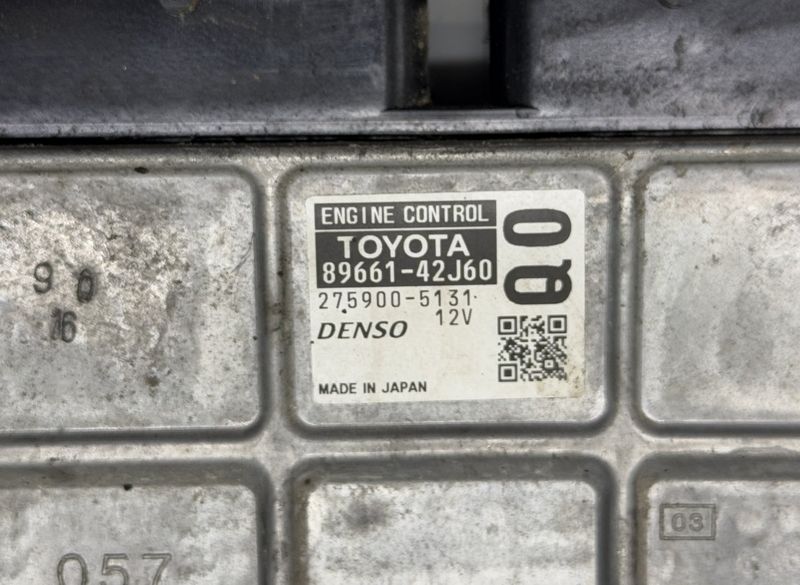 ENGINE CONTROL
TOYOTA
89661-42J60
275900-5131
12V
DENSO
MADE IN JAPAN
Q0
9 0
16
057
03